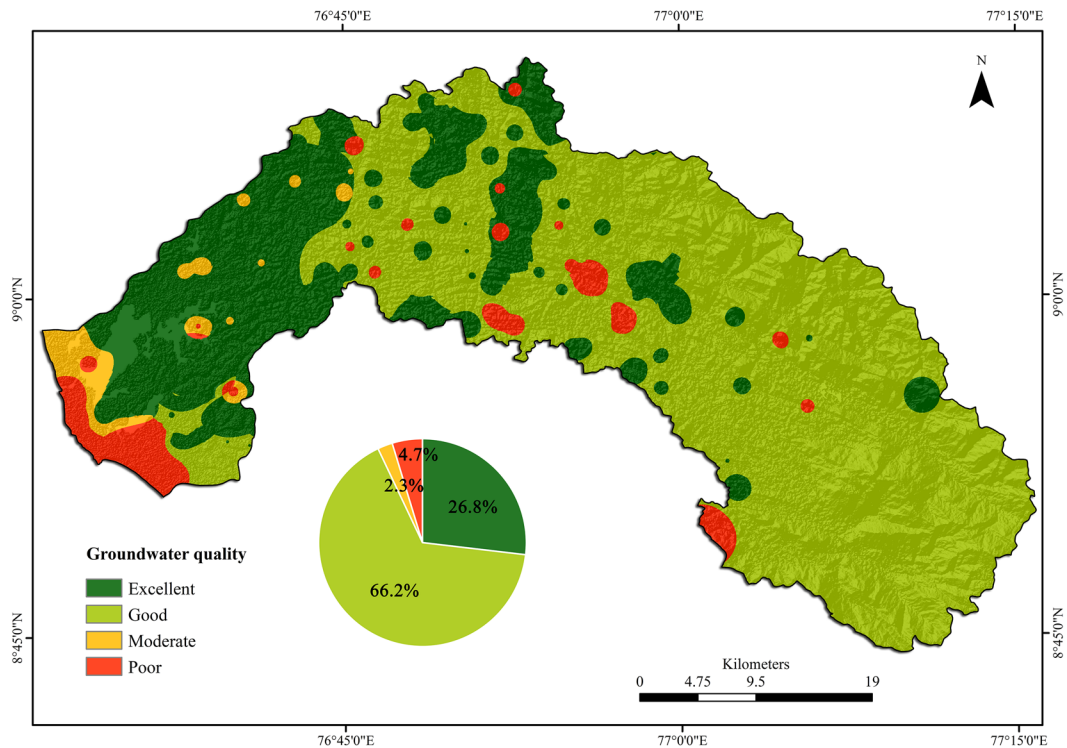 76°45'0"E
77°0'0"E
77°15'0"E
N
9°0'0"N
9°0'0"N
4.7%
2.3%
26.8%
66.2%
Groundwater quality
Excellent
Good
Moderate
Poor
8°45'0"N
8°45'0"N
Kilometers
0 4.75 9.5 19
76°45'0"E
77°0'0"E
77°15'0"E